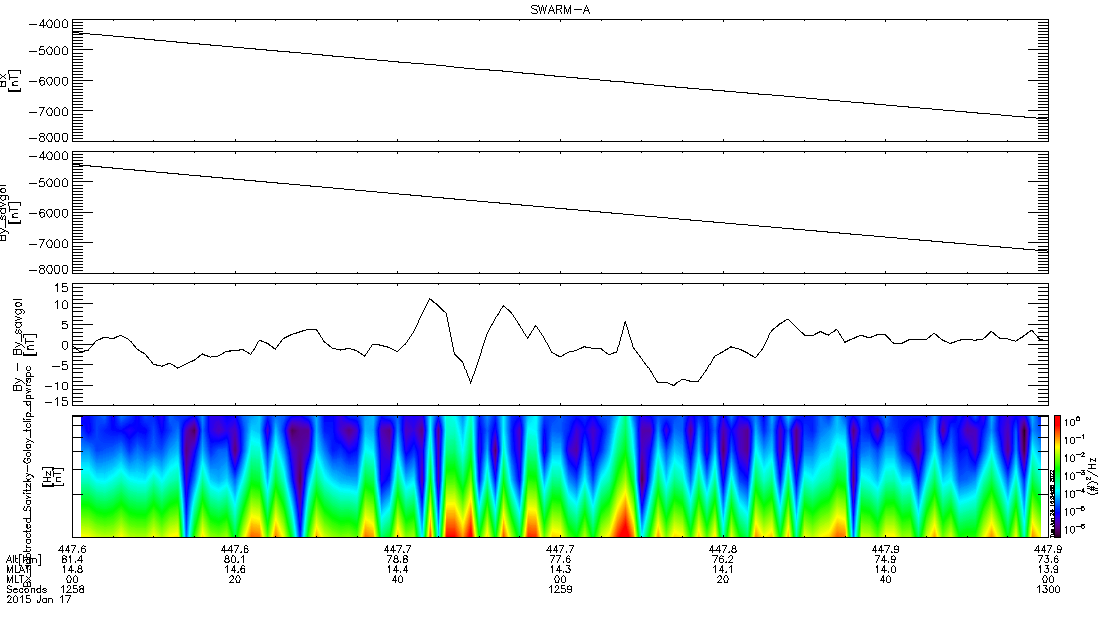 SWARM-A
-4000
-5000
-6000
-7000
-8000
Bx
[nT]
-4000
-5000
-6000
-7000
-8000
By_savgol
[nT]
15
10
5
0
-5
-10
-15
By - By_savgol
[nT]
[Hz]
[nT]
10^0
10^-1
10^-2
10^-3
10^-4
10^-5
10^-6
(#)^2/Hz
447.6 447.6 447.7 447.7 447.8 447.9 447.9
81.4 80.1 78.8 77.6 76.2 74.9 73.6
MLAT 14.8 14.6 14.4 14.3 14.1 14.0 13.9
MLT 00 20 40 00 20 40 00
Seconds 1258 1259 1300
2015 Jan 17